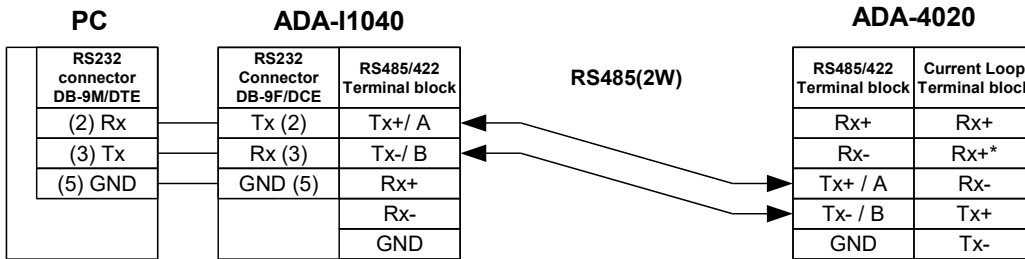 PC
ADA-I1040
ADA-4020
RS485(2W)
RS232
connector
DB-9M/DTE
(2) Rx
(3) Tx
(5) GND
RS232
Connector
DB-9F/DCE
Tx (2)
Rx (3)
GND (5)
RS485/422
Terminal block
Tx+/ A
Tx-/ B
Rx+
Rx-
GND
RS485/422
Terminal block
Rx+
Rx-
Tx+ / A
Tx- / B
GND
Current Loop
Terminal block
Rx+
Rx+*
Rx-
Tx+
Tx-